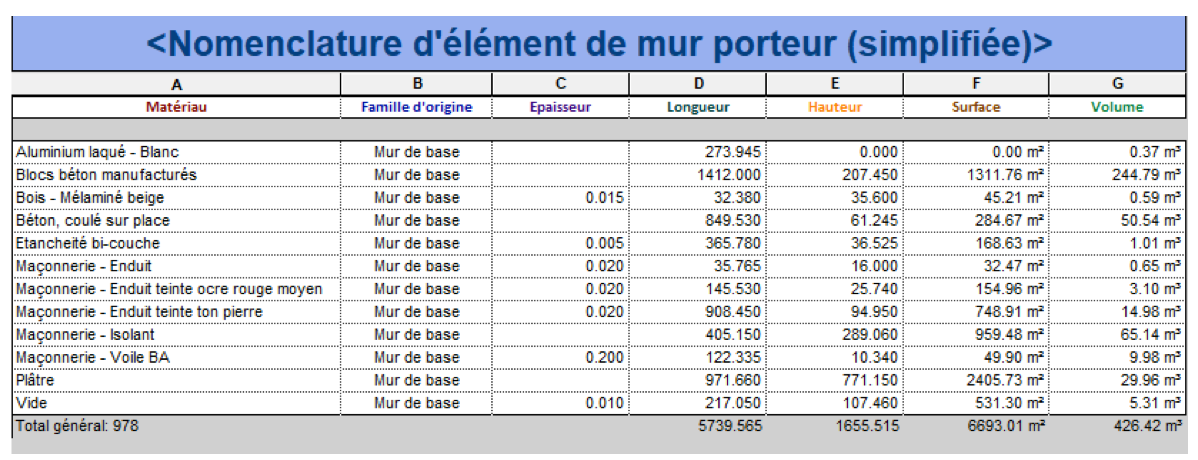 <Nomenclature d'élément de mur porteur (simplifiée)>
A B C D E F G
Matériau Famille d'origine Epaisseur Longueur Hauteur Surface Volume
Aluminium laqué - Blanc Mur de base 273.945 0.000 0.00 m² 0.37 m³
Blocs béton manufacturés Mur de base 1412.000 207.450 1311.76 m² 244.79 m³
Bois - Mélaminé beige Mur de base 0.015 32.380 35.600 45.21 m² 0.59 m³
Béton, coulé sur place Mur de base 849.530 61.245 284.67 m² 50.54 m³
Etancheité bi-couche Mur de base 0.005 365.780 36.525 168.63 m² 1.01 m³
Maçonnerie - Enduit Mur de base 0.020 35.765 16.000 32.47 m² 0.65 m³
Maçonnerie - Enduit teinte ocre rouge moyen Mur de base 0.020 145.530 25.740 154.96 m² 3.10 m³
Maçonnerie - Enduit teinte ton pierre Mur de base 0.020 908.450 94.950 748.91 m² 14.98 m³
Maçonnerie - Isolant Mur de base 405.150 289.060 959.48 m² 65.14 m³
Maçonnerie - Voile BA Mur de base 0.200 122.335 10.340 49.90 m² 9.98 m³
Plâtre Mur de base 971.660 771.150 2405.73 m² 29.96 m³
Vide Mur de base 0.010 217.050 107.460 531.30 m² 5.31 m³
Total général: 978 5739.565 1655.515 6693.01 m² 426.42 m³